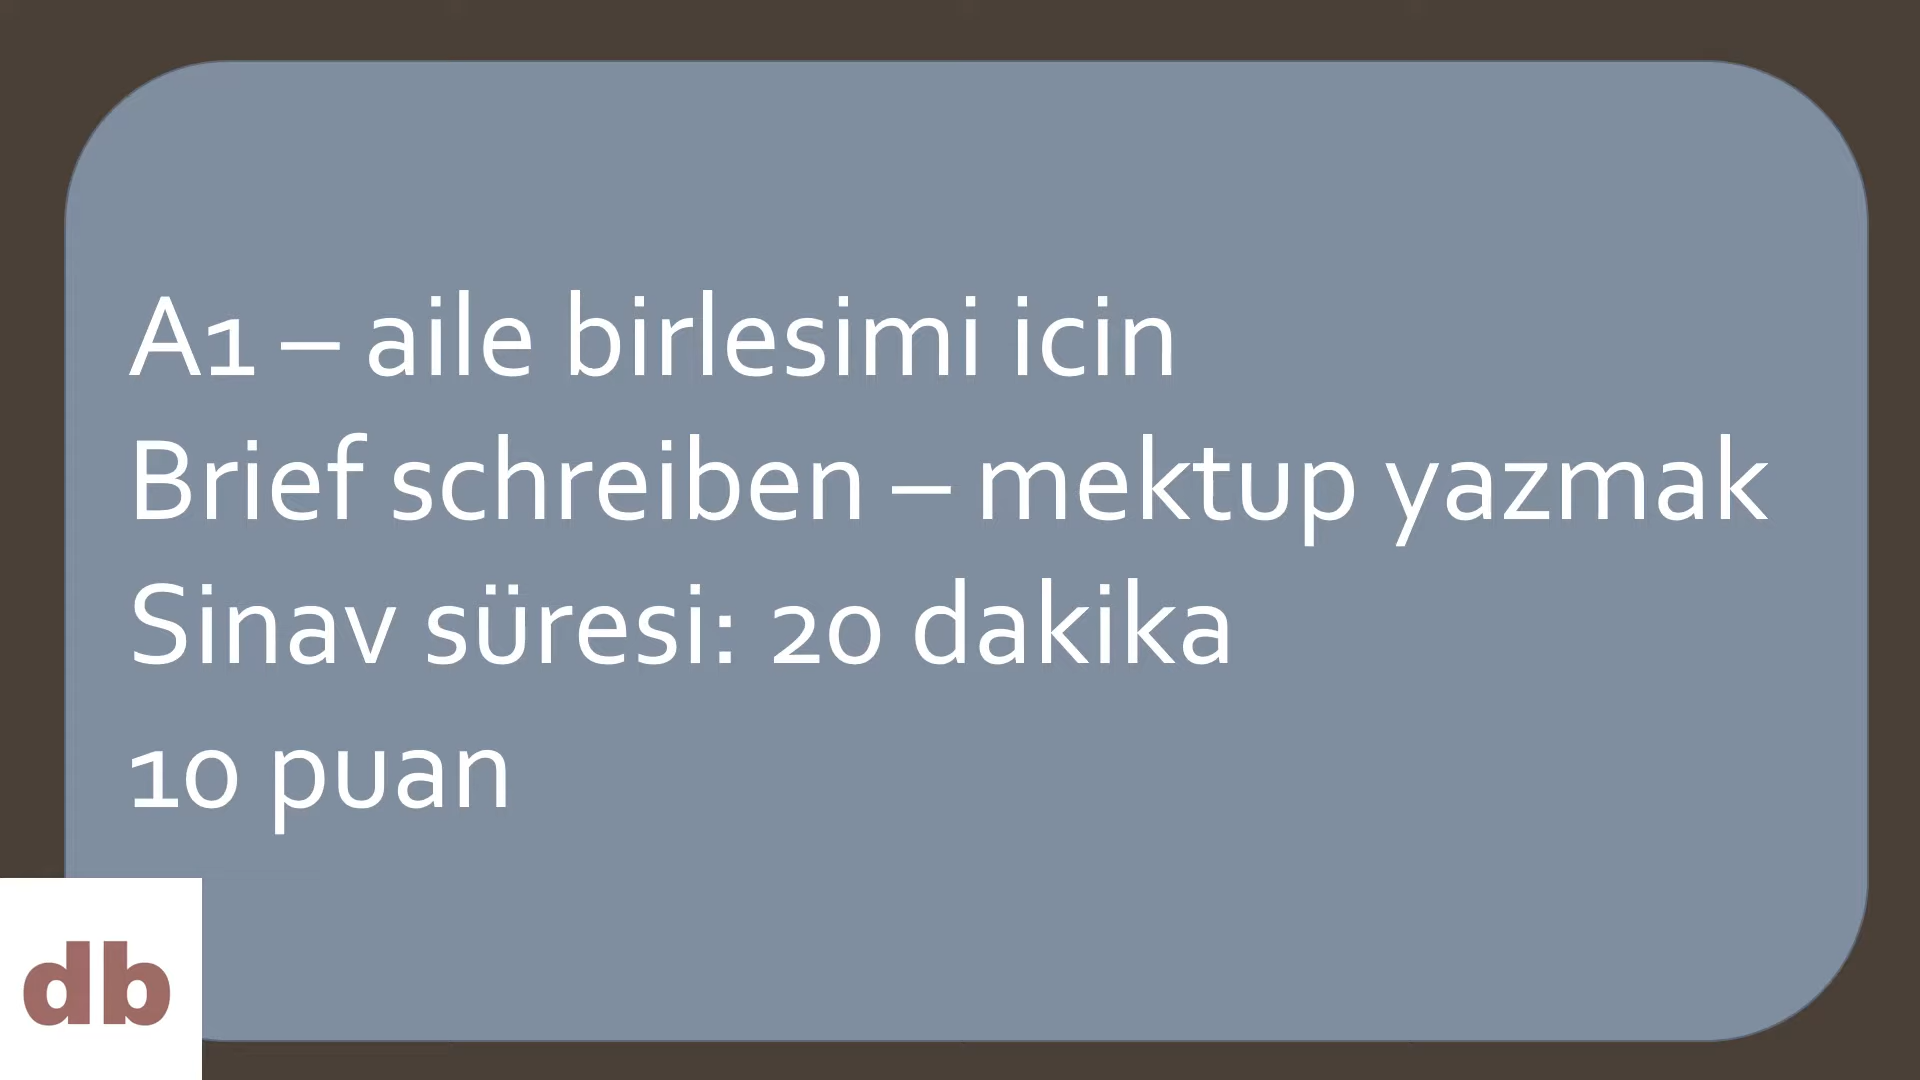 A1 – aile birlesimi icin
Brief schreiben – mektup yazmak
Sinav süresi: 20 dakika
10 puan
db